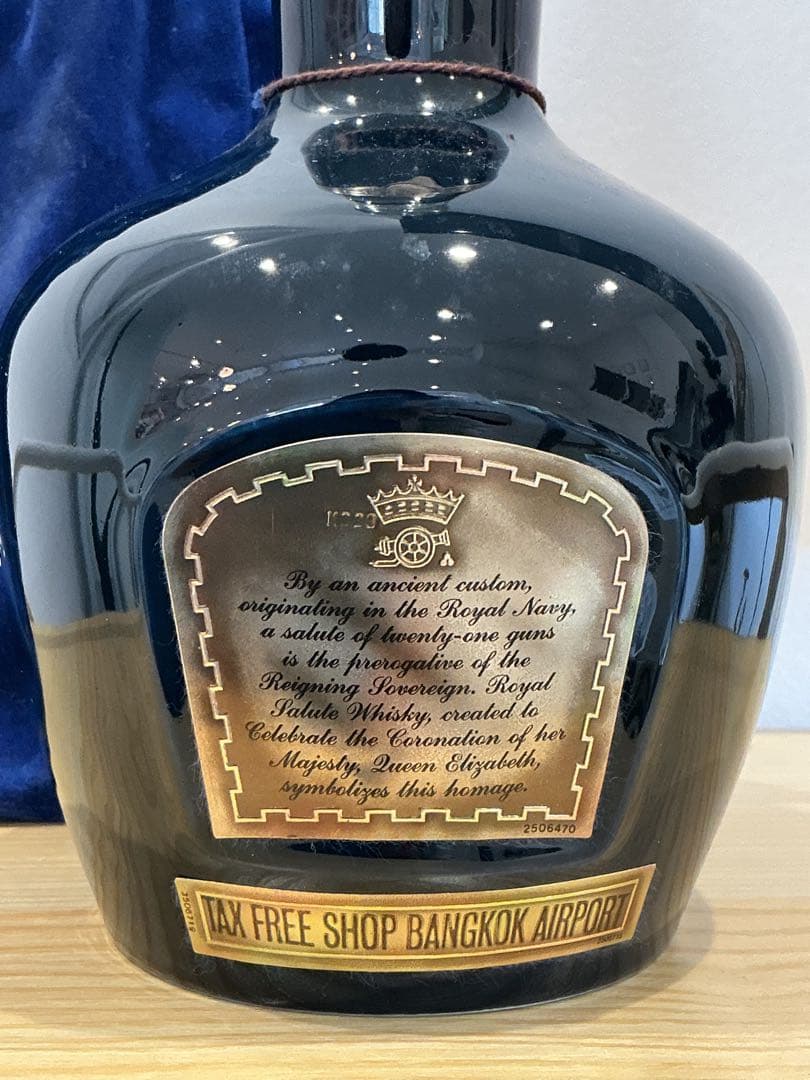 By an ancient custom,
originating in the Royal Navy,
a salute of twenty-one guns
is the prerogative of the
Reigning Sovereign. Royal
Salute Whisky, created to
Celebrate the Coronation of her
Majesty, Queen Elizabeth,
symbolizes this homage.
2506470
TAX FREE SHOP BANGKOK AIRPORT